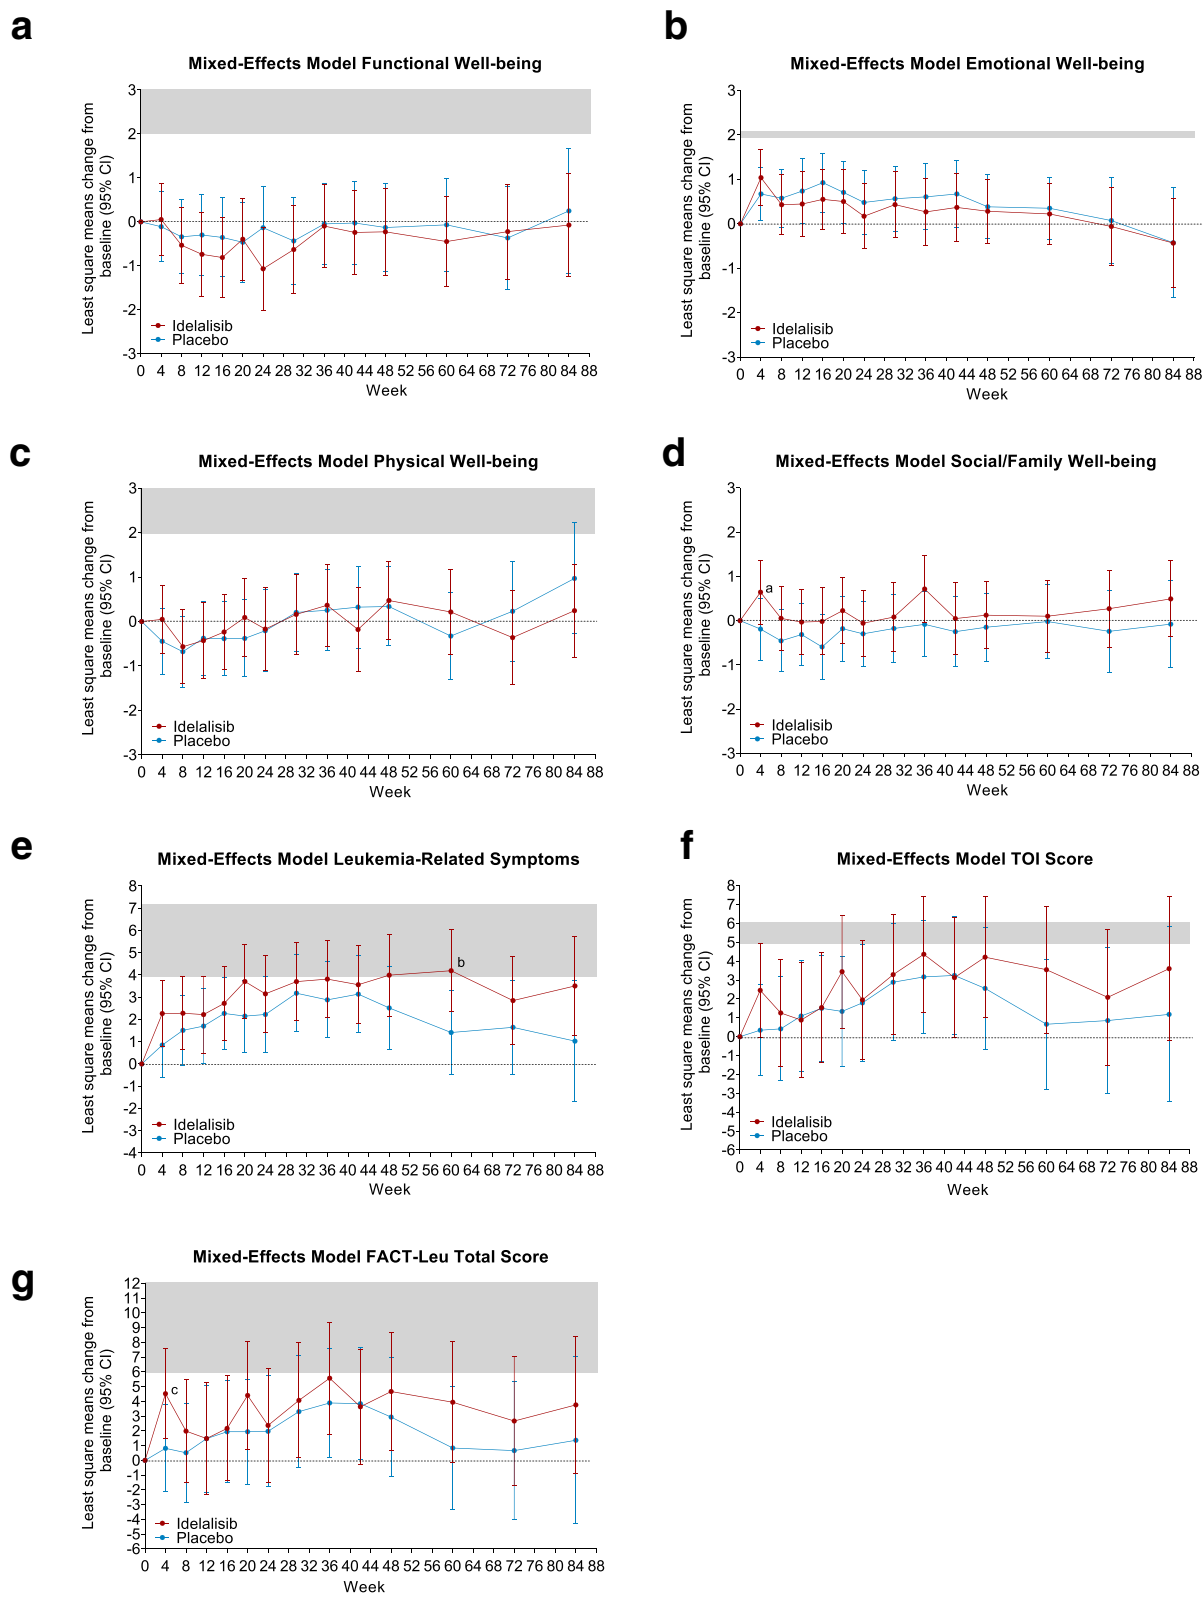 a
Mixed-Effects Model Functional Well-being
Least square means change from
baseline (95% CI)
3
2
1
0
-1
-2
-3
Idelalisib
Placebo
0 4 8 12 16 20 24 28 32 36 40 44 48 52 56 60 64 68 72 76 80 84 88
Week
b
Mixed-Effects Model Emotional Well-being
Least square means change from
baseline (95% CI)
3
2
1
0
-1
-2
-3
Idelalisib
Placebo
0 4 8 12 16 20 24 28 32 36 40 44 48 52 56 60 64 68 72 76 80 84 88
Week
c
Mixed-Effects Model Physical Well-being
Least square means change from
baseline (95% CI)
3
2
1
0
-1
-2
-3
Idelalisib
Placebo
0 4 8 12 16 20 24 28 32 36 40 44 48 52 56 60 64 68 72 76 80 84 88
Week
d
Mixed-Effects Model Social/Family Well-being
Least square means change from
baseline (95% CI)
3
2
1
0
-1
-2
-3
a
Idelalisib
Placebo
0 4 8 12 16 20 24 28 32 36 40 44 48 52 56 60 64 68 72 76 80 84 88
Week
e
Mixed-Effects Model Leukemia-Related Symptoms
Least square means change from
baseline (95% CI)
8
7
6
5
4
3
2
1
0
-1
-2
-3
-4
b
Idelalisib
Placebo
0 4 8 12 16 20 24 28 32 36 40 44 48 52 56 60 64 68 72 76 80 84 88
Week
f
Mixed-Effects Model TOI Score
Least square means change from
baseline (95% CI)
8
7
6
5
4
3
2
1
0
-1
-2
-3
-4
-5
-6
Idelalisib
Placebo
0 4 8 12 16 20 24 28 32 36 40 44 48 52 56 60 64 68 72 76 80 84 88
Week
g
Mixed-Effects Model FACT-Leu Total Score
Least square means change from
baseline (95% CI)
12
11
10
9
8
7
6
5
4
3
2
1
0
-1
-2
-3
-4
-5
-6
c
Idelalisib
Placebo
0 4 8 12 16 20 24 28 32 36 40 44 48 52 56 60 64 68 72 76 80 84 88
Week